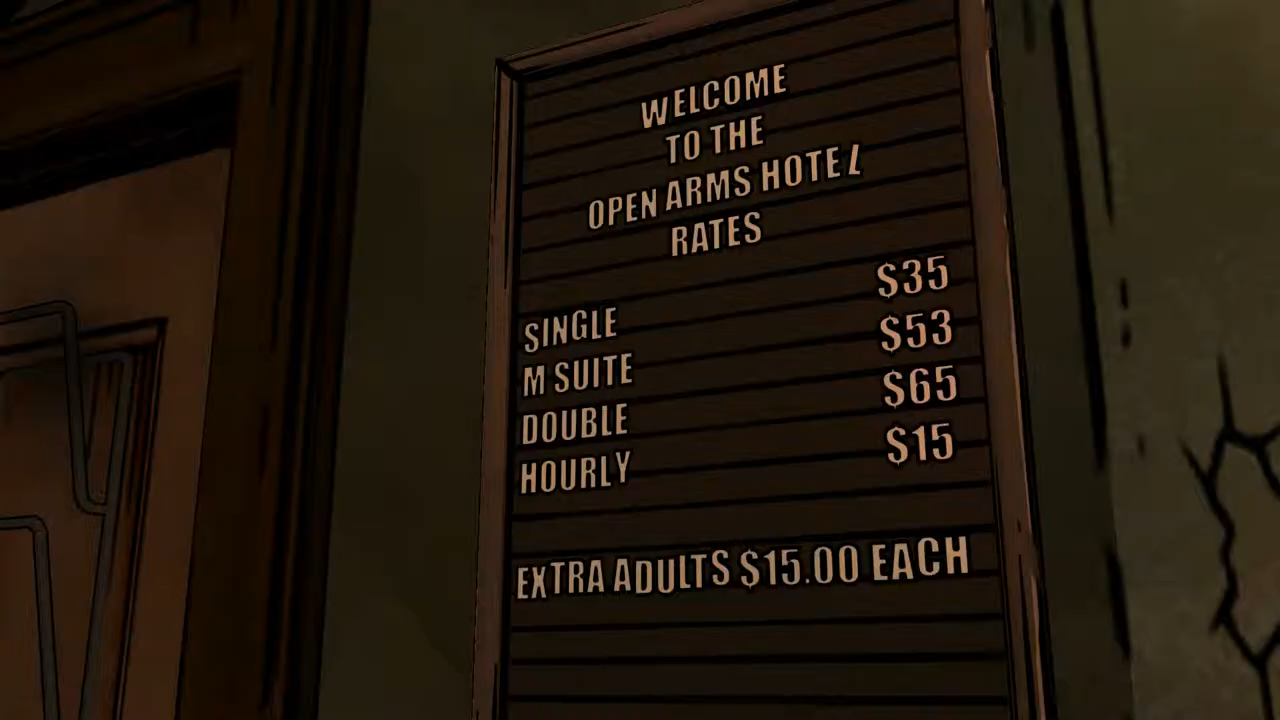 WELCOME
TO THE
OPEN ARMS HOTEL
RATES
SINGLE $35
M SUITE $53
DOUBLE $65
HOURLY $15
EXTRA ADULTS $15.00 EACH